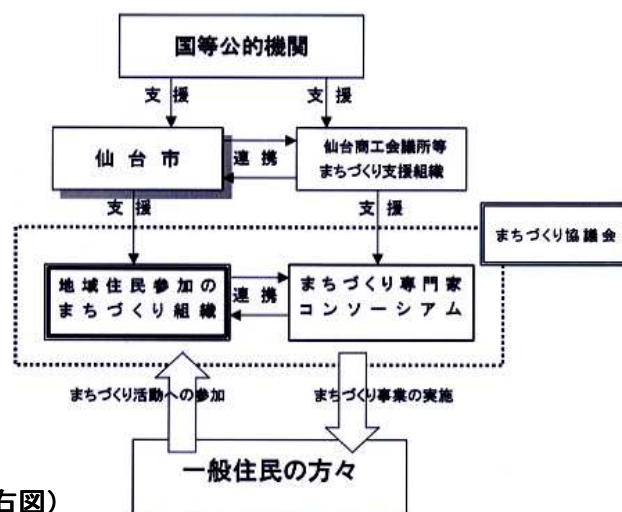 国等公的機関
支援
支援
仙台市
連携
仙台商工会議所等
まちづくり支援組織
支援
支援
まちづくり協議会
地域住民参加の
まちづくり組織
連携
まちづくり専門家
コンソーシアム
まちづくり活動への参加
まちづくり事業の実施
一般住民の方々
右図)